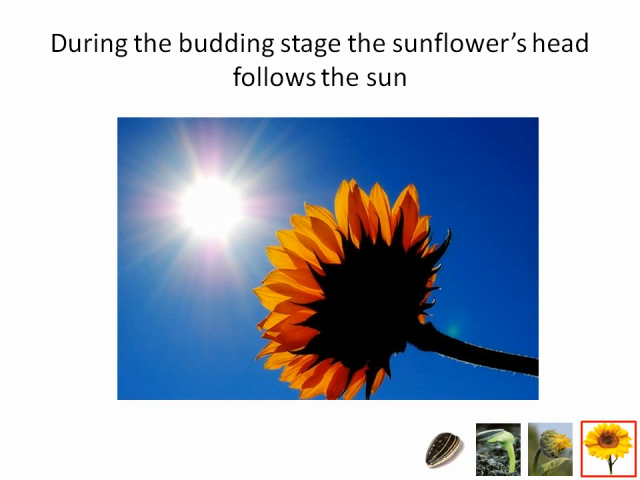 During the budding stage the sunflower’s head
follows the sun